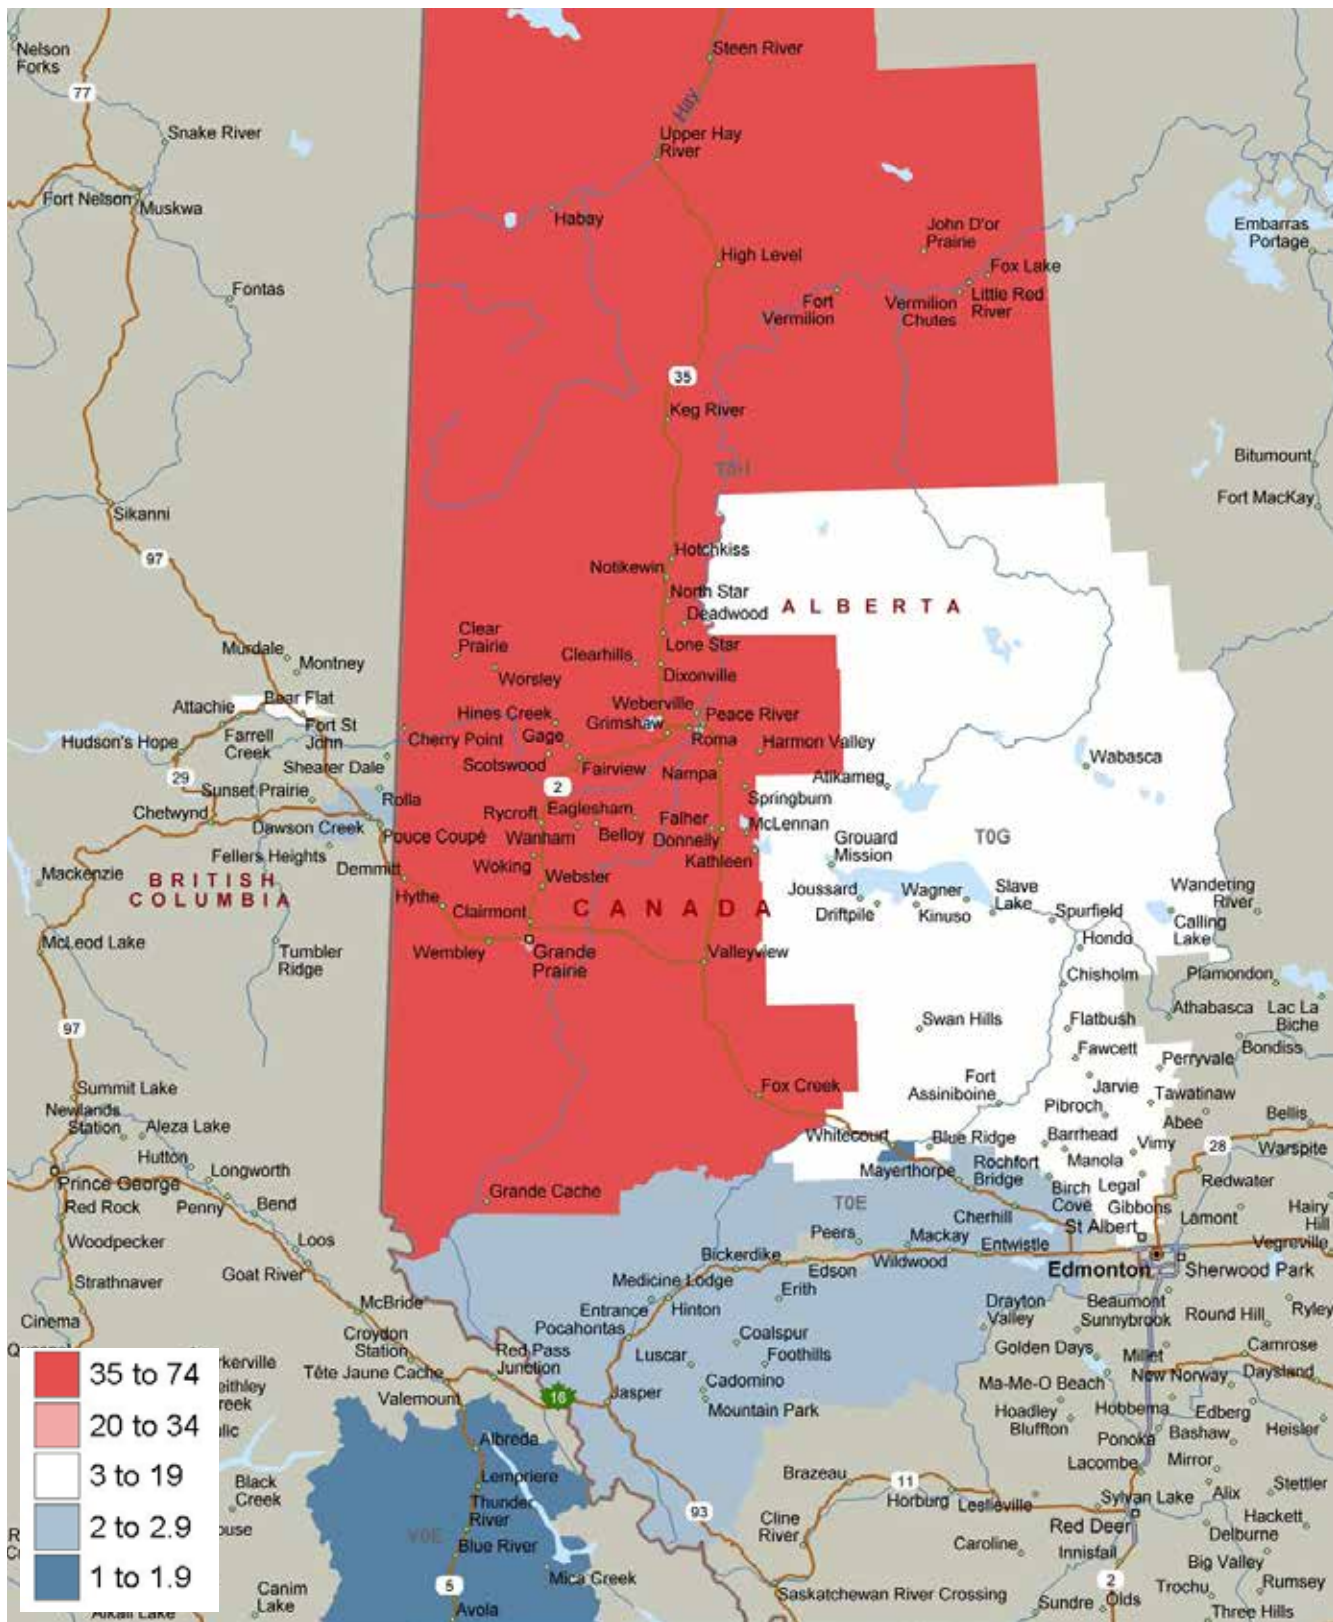 Nelson
Forks
77
Snake River
Fort Nelson
Muskwa
Fontas
Sikanni
97
Steen River
Hay
Upper Hay
River
Habay
High Level
John D'or
Prairie
Fox Lake
Little Red
River
Vermilion
Chutes
Fort
Vermilion
Embarras
Portage
35
Keg River
T0H
Bitumount
Fort MacKay
Hotchkiss
Notikewin
North Star
Deadwood
ALBERTA
Lone Star
Clear
Prairie
Clearhills
Worsley
Dixonville
Murdale
Montney
Attachie
Bear Flat
Farrell
Creek
Fort St
John
Hudson's Hope
29
Cherry Point
Shearer Dale
Sunset Prairie
Rolla
Chetwynd
Dawson Creek
Pouce Coupé
Fellers Heights
Demmitt
Mackenzie
BRITISH
COLUMBIA
McLeod Lake
Tumbler
Ridge
Weberville
Hines Creek
Grimshaw
Peace River
Gage
Roma
Harmon Valley
Scotswood
Fairview
Nampa
2
Springburn
Atikameg
Wabasca
Rycroft
Eaglesham
Falher
McLennan
Wanham
Belloy
Donnelly
Woking
Kathleen
Grouard
Mission
T0G
Webster
Hythe
Clairmont
CANADA
Joussard
Driftpile
Wagner
Kinuso
Slave
Lake
Spurfield
Wandering
River
Calling
Lake
Hondo
Wembley
Grande
Prairie
Valleyview
Chisholm
Plamondon
Athabasca
Lac La
Biche
Swan Hills
Flatbush
Bondiss
Fawcett
Perryvale
97
Summit Lake
Newlands
Station
Aleza Lake
Hutton
Longworth
Prince George
Red Rock
Penny
Bend
Woodpecker
Loos
Goat River
Strathnaver
McBride
Cinema
Croydon
Station
Tête Jaune Cache
Red Pass
Junction
Valemount
16
Fox Creek
Fort
Assiniboine
Jarvie
Tawatinaw
Pibroch
Abee
Bellis
Whitecourt
Blue Ridge
Barrhead
Vimy
28
Warspite
Mayerthorpe
Rochfort
Bridge
Manola
Grande Cache
T0E
Birch
Cove
Legal
Gibbons
Redwater
Lamont
Hairy
Hill
Cherhill
St Albert
Peers
Mackay
Vegreville
Bickerdike
Edson
Wildwood
Entwistle
Edmonton
Sherwood Park
Medicine Lodge
Erith
Entrance
Hinton
Drayton
Valley
Beaumont
Sunnybrook
Round Hill
Ryley
Pocahontas
Coalspur
Golden Days
Millet
Camrose
Luscar
Foothills
Ma-Me-O Beach
New Norway
Daysland
Jasper
Cadomino
Mountain Park
Hoadley
Bluffton
Hobbema
Edberg
Heisler
Ponoka
Bashaw
Brazeau
11
Lacombe
Mirror
Stettler
Horburg
Leslieville
Sylvan Lake
Alix
93
Cline
River
Red Deer
Hackett
Delburne
Caroline
Innisfail
Big Valley
2
Trochu
Rumsey
Saskatchewan River Crossing
Sundre
Olds
Three Hills
Albreda
Lempriere
Thunder
River
V0E
Blue River
Mica Creek
5
Avola
Black
Creek
Canim
Lake
35 to 74
20 to 34
3 to 19
2 to 2.9
1 to 1.9